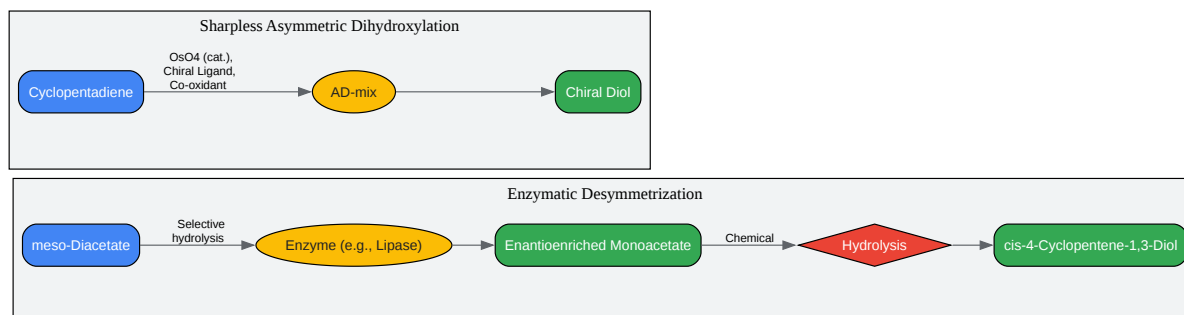 Sharpless Asymmetric Dihydroxylation
Cyclopentadiene
OsO4 (cat.),
Chiral Ligand,
Co-oxidant
AD-mix
Chiral Diol
Enzymatic Desymmetrization
meso-Diacetate
Selective
hydrolysis
Enzyme (e.g., Lipase)
Enantioenriched Monoacetate
Chemical
Hydrolysis
cis-4-Cyclopentene-1,3-Diol